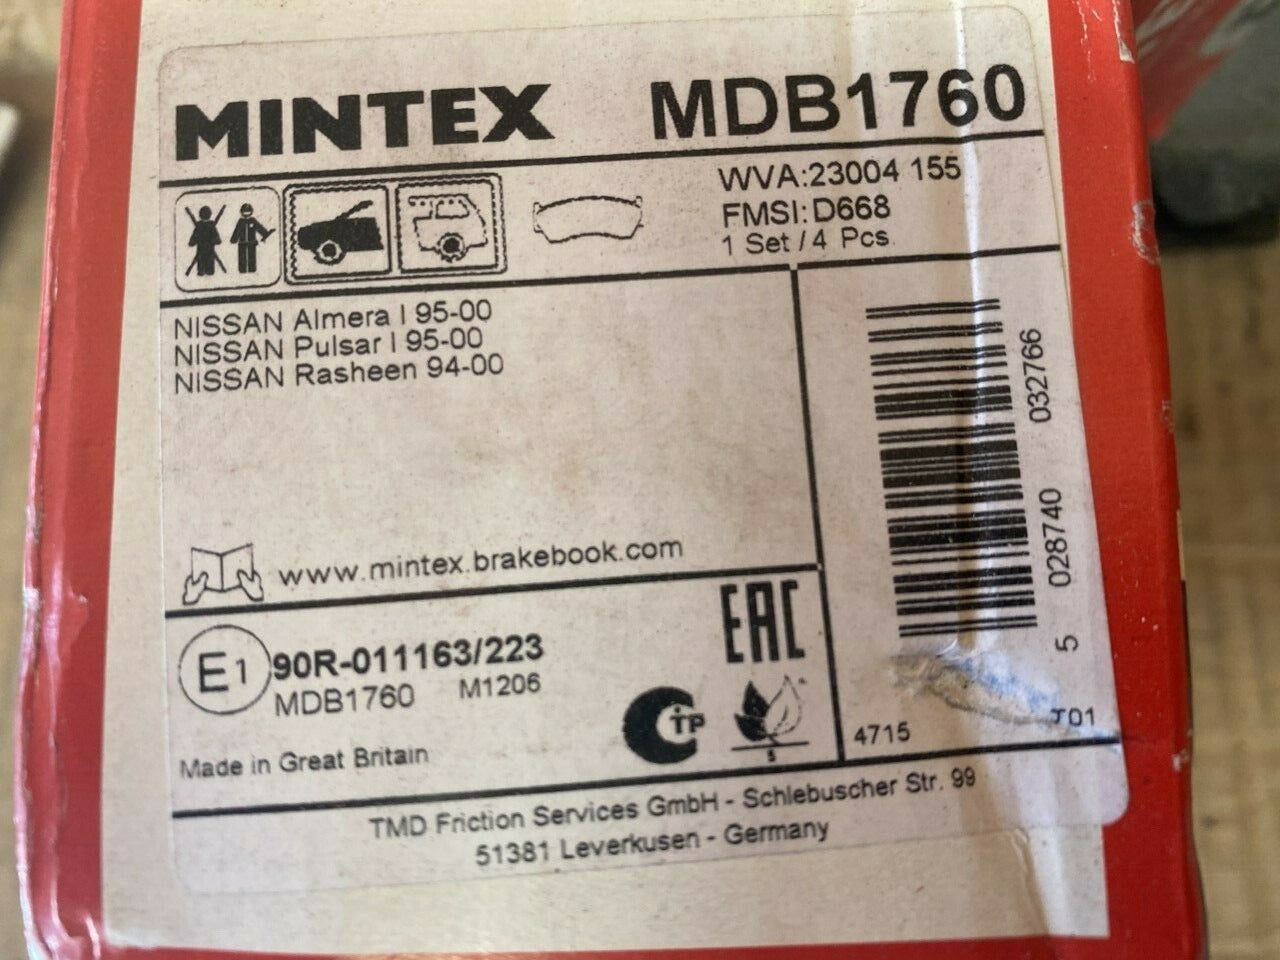 MINTEX MDB1760
WVA:23004 155
FMSI: D668
1 Set / 4 Pcs
NISSAN Almera I 95-00
NISSAN Pulsar I 95-00
NISSAN Rasheen 94-00
www.mintex.brakebook.com
5 028740 032766
E1 90R-011163/223
MDB1760 M1206
EAC
CTP
5
Made in Great Britain
4715 T01
TMD Friction Services GmbH - Schlebuscher Str. 99
51381 Leverkusen - Germany